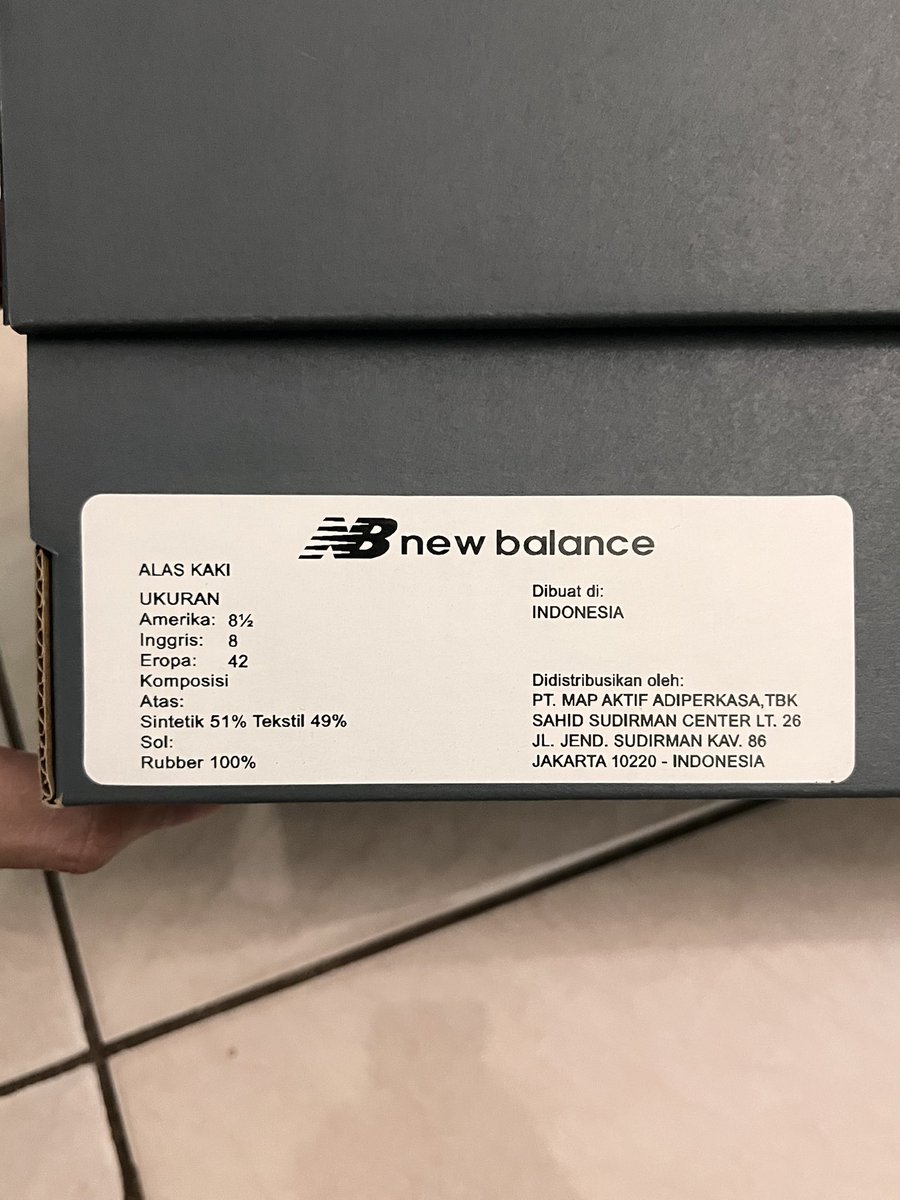 NB new balance
ALAS KAKI
UKURAN
Amerika: 8½
Inggris: 8
Eropa: 42
Komposisi
Atas:
Sintetik 51% Tekstil 49%
Sol:
Rubber 100%
Dibuat di:
INDONESIA
Didistribusikan oleh:
PT. MAP AKTIF ADIPERKASA,TBK
SAHID SUDIRMAN CENTER LT. 26
JL. JEND. SUDIRMAN KAV. 86
JAKARTA 10220 - INDONESIA